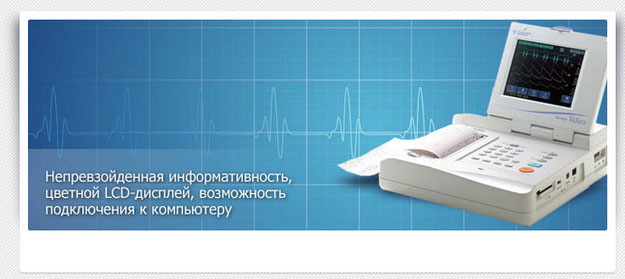 Непревзойденная информативность,
цветной LCD-дисплей, возможность
подключения к компьютеру